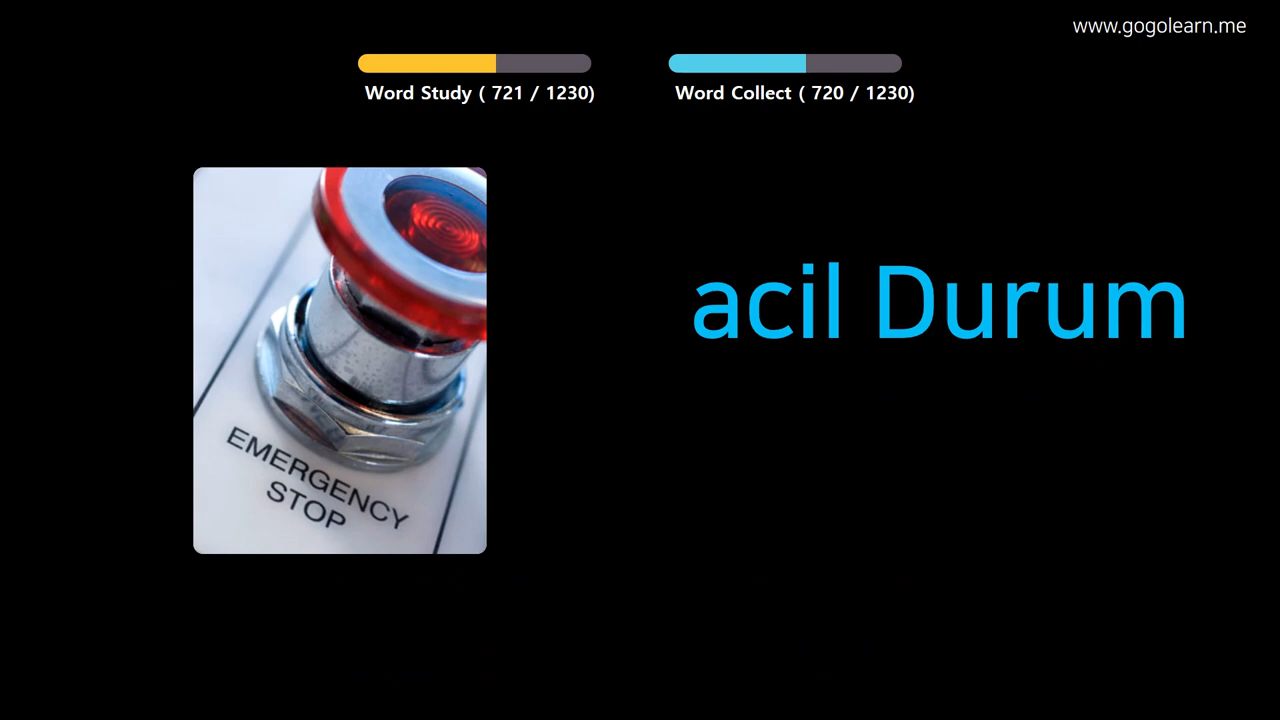 www.gogolearn.me
Word Study ( 721 / 1230)
Word Collect ( 720 / 1230)
acil Durum
EMERGENCY
STOP